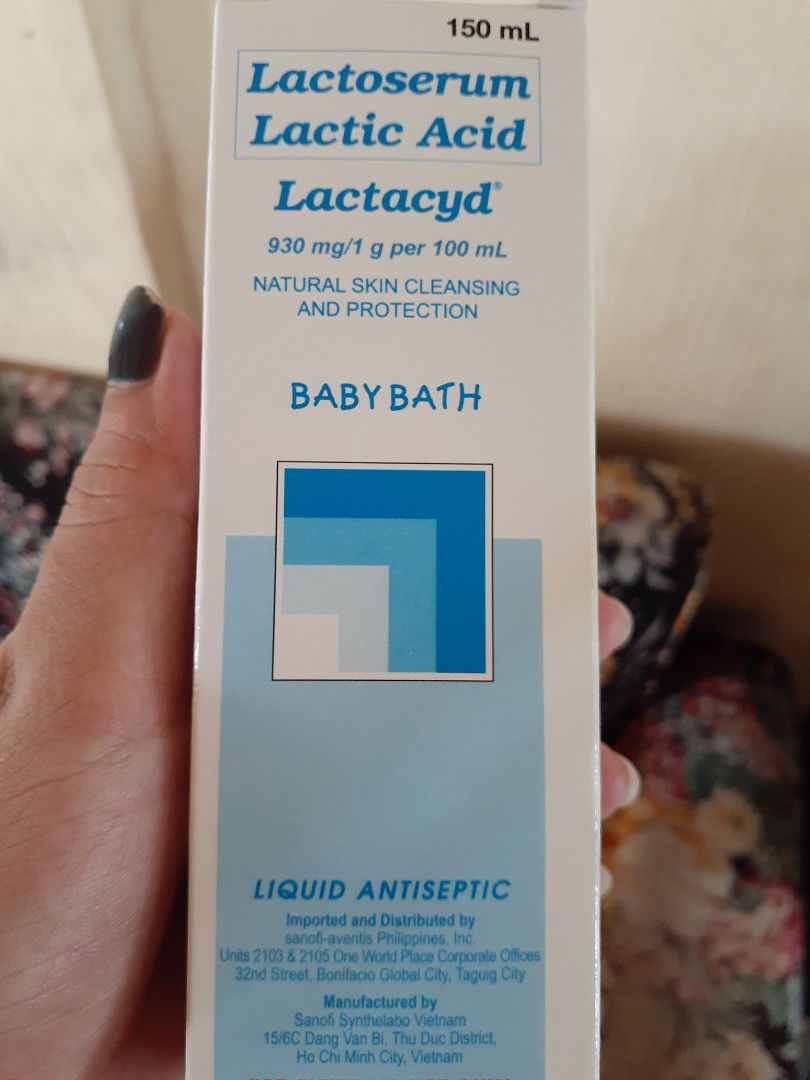 150 mL
Lactoserum
Lactic Acid
Lactacyd®
930 mg/1 g per 100 mL
NATURAL SKIN CLEANSING
AND PROTECTION
BABY BATH
LIQUID ANTISEPTIC
Imported and Distributed by
sanofi-aventis Philippines, Inc.
Units 2103 & 2105 One World Place Corporate Offices
32nd Street, Bonifacio Global City, Taguig City
Manufactured by
Sanofi Synthelabo Vietnam
15/6C Dang Van Bi, Thu Duc District,
Ho Chi Minh City, Vietnam